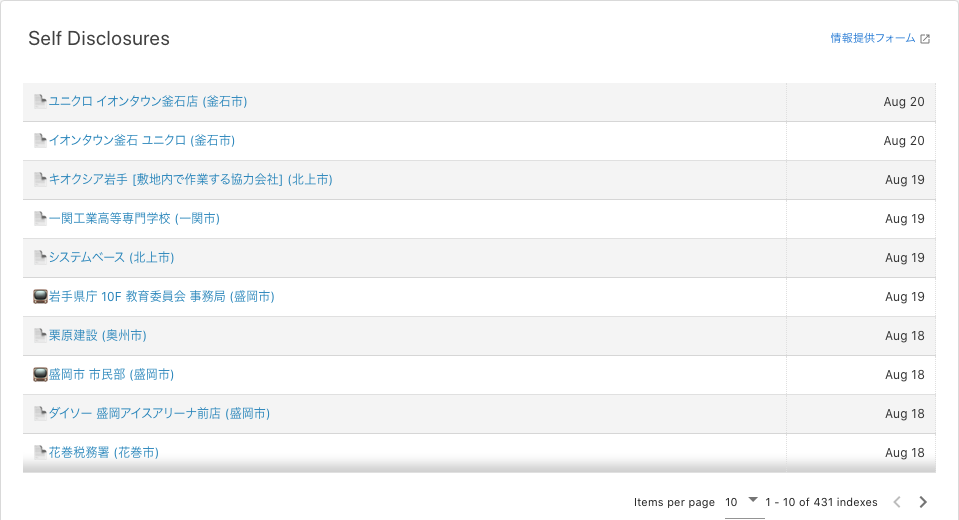 Self Disclosures
情報提供フォーム
ユニクロ イオンタウン釜石店 (釜石市) Aug 20
イオンタウン釜石 ユニクロ (釜石市) Aug 20
キオクシア岩手 [敷地内で作業する協力会社] (北上市) Aug 19
一関工業高等専門学校 (一関市) Aug 19
システムベース (北上市) Aug 19
岩手県庁 10F 教育委員会 事務局 (盛岡市) Aug 19
栗原建設 (奥州市) Aug 18
盛岡市 市民部 (盛岡市) Aug 18
ダイソー 盛岡アイスアリーナ前店 (盛岡市) Aug 18
花巻税務署 (花巻市) Aug 18
Items per page 10 1 - 10 of 431 indexes